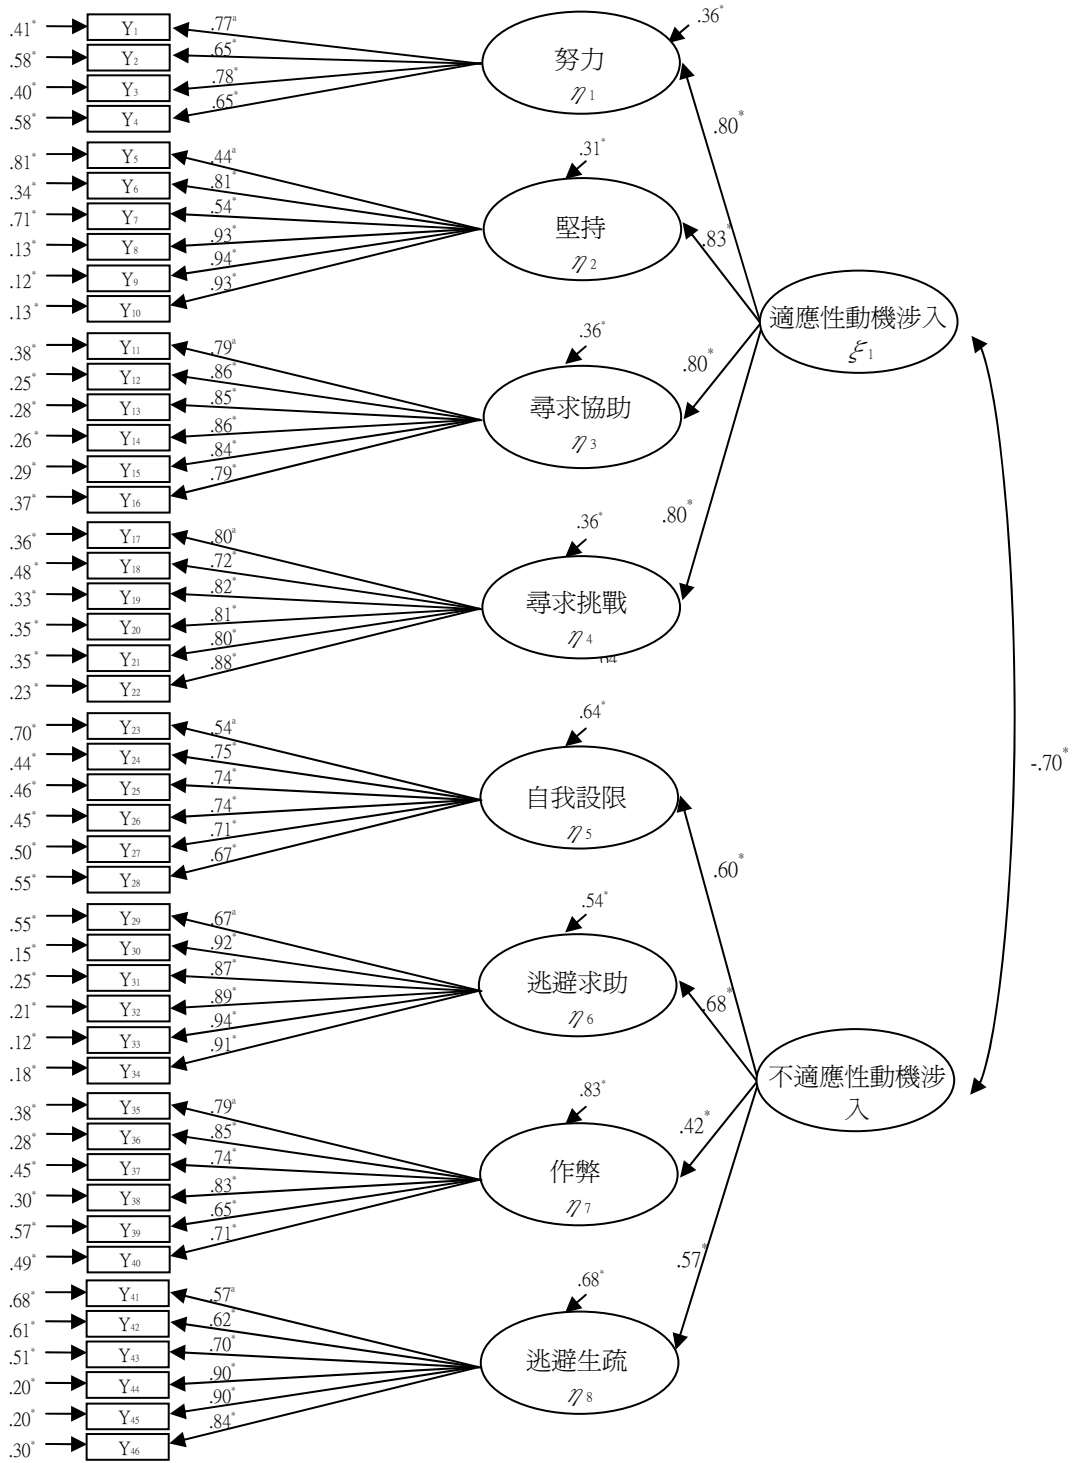 .41* Y1 .77a
.58* Y2 .65*
.40* Y3 .78*
.58* Y4 .65*
努力
η1
.36*
.80*
.81* Y5 .44a
.34* Y6 .81*
.71* Y7 .54*
.13* Y8 .93*
.12* Y9 .94*
.13* Y10 .93*
.31*
堅持
η2
.83*
適應性動機涉入
ξ1
.38* Y11 .79a
.25* Y12 .86*
.28* Y13 .85*
.26* Y14 .86*
.29* Y15 .84*
.37* Y16 .79*
.36*
尋求協助
η3
.80*
.36* Y17 .80a
.48* Y18 .72*
.33* Y19 .82*
.35* Y20 .81*
.35* Y21 .80*
.23* Y22 .88*
.36*
尋求挑戰
η4
.80*
.70* Y23 .54a
.44* Y24 .75*
.46* Y25 .74*
.45* Y26 .74*
.50* Y27 .71*
.55* Y28 .67*
.64*
自我設限
η5
.60*
-.70*
.55* Y29 .67a
.15* Y30 .92*
.25* Y31 .87*
.21* Y32 .89*
.12* Y33 .94*
.18* Y34 .91*
.54*
逃避求助
η6
.68*
不適應性動機涉
入
.38* Y35 .79a
.28* Y36 .85*
.45* Y37 .74*
.30* Y38 .83*
.57* Y39 .65*
.49* Y40 .71*
.83*
作弊
η7
.42*
.68* Y41 .57a
.61* Y42 .62*
.51* Y43 .70*
.20* Y44 .90*
.20* Y45 .90*
.30* Y46 .84*
.68*
逃避生疏
η8
.57*